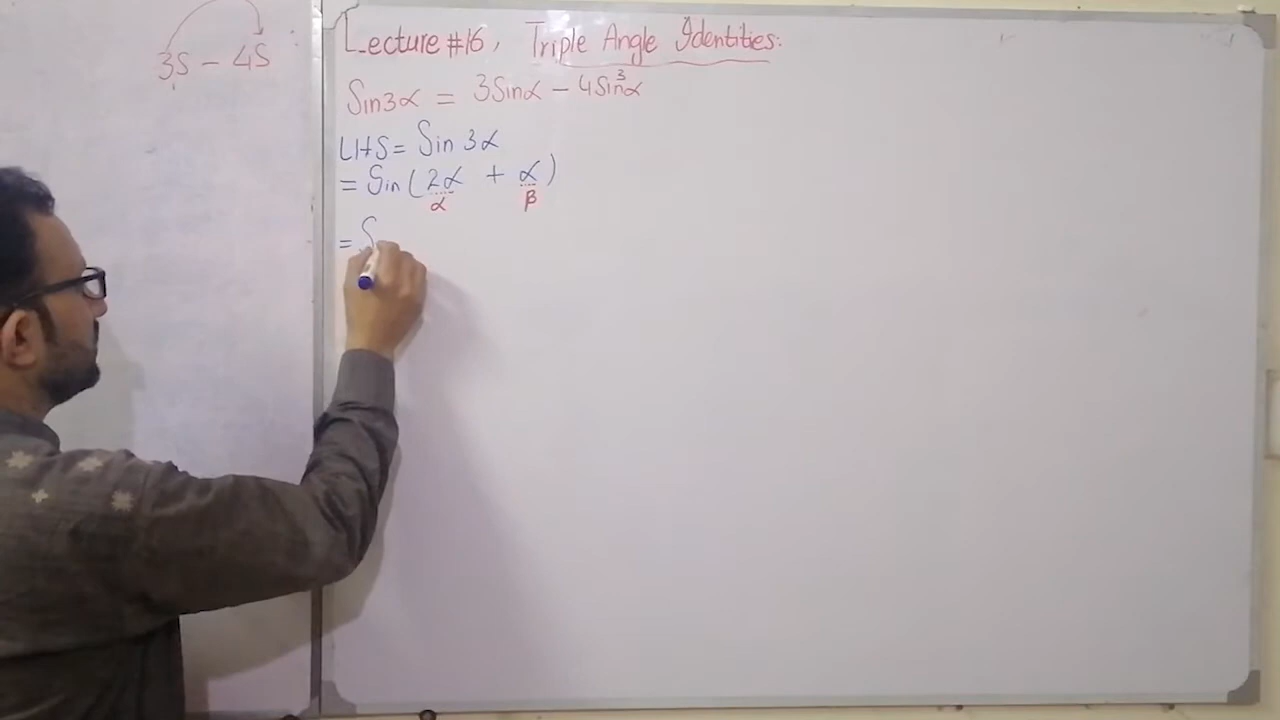 3S - 4S :
Lecture #16, Triple Angle Identities:
Sin3α = 3Sinα - 4Sin³α
LHS = Sin 3α
= Sin (2α + α)
α β
= S